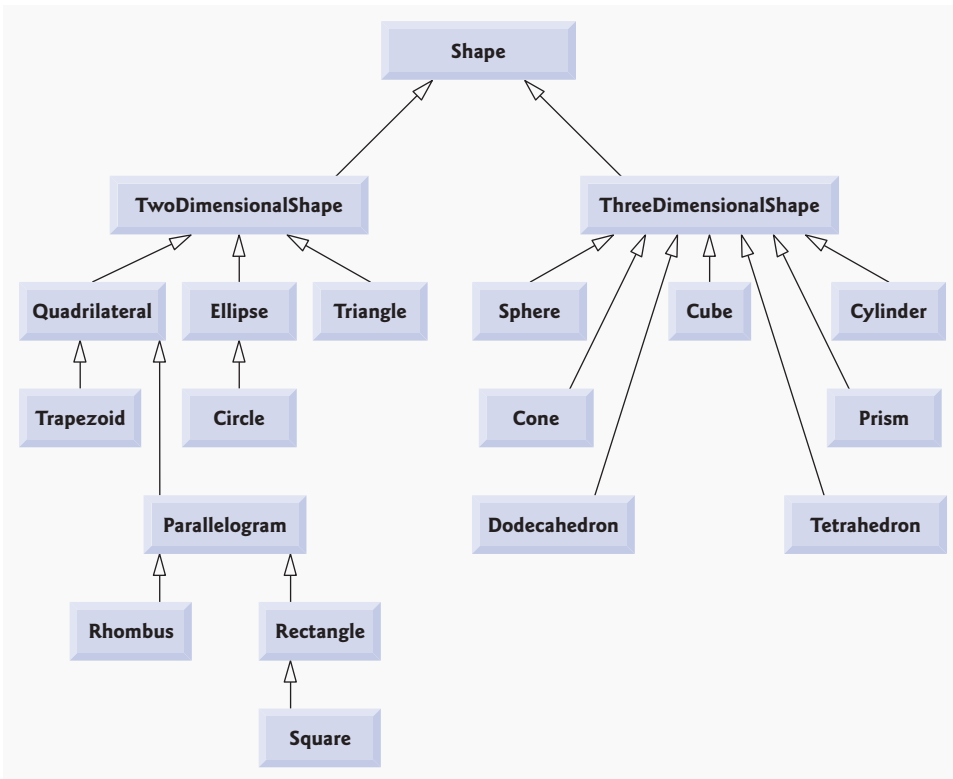 Shape
TwoDimensionalShape
ThreeDimensionalShape
Quadrilateral
Ellipse
Triangle
Sphere
Cube
Cylinder
Trapezoid
Circle
Cone
Prism
Parallelogram
Dodecahedron
Tetrahedron
Rhombus
Rectangle
Square